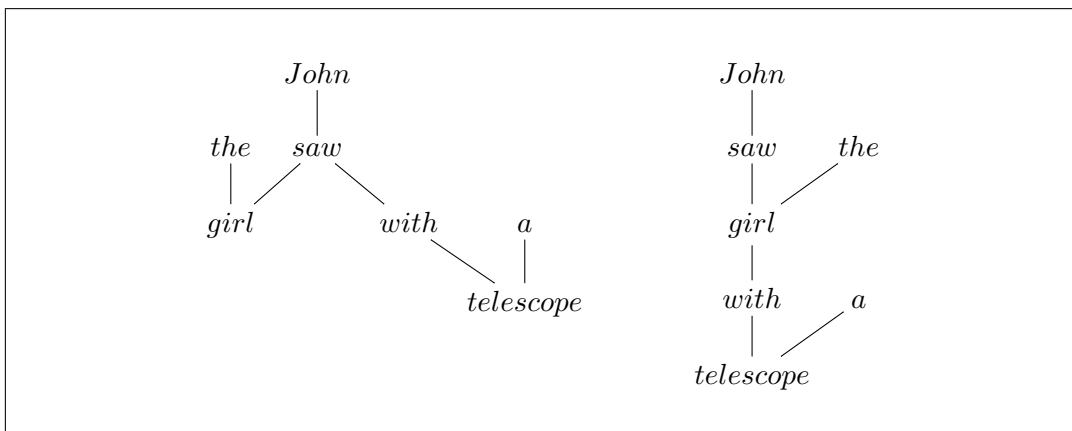 John
the saw
girl with a
telescope
John
saw the
girl
with a
telescope